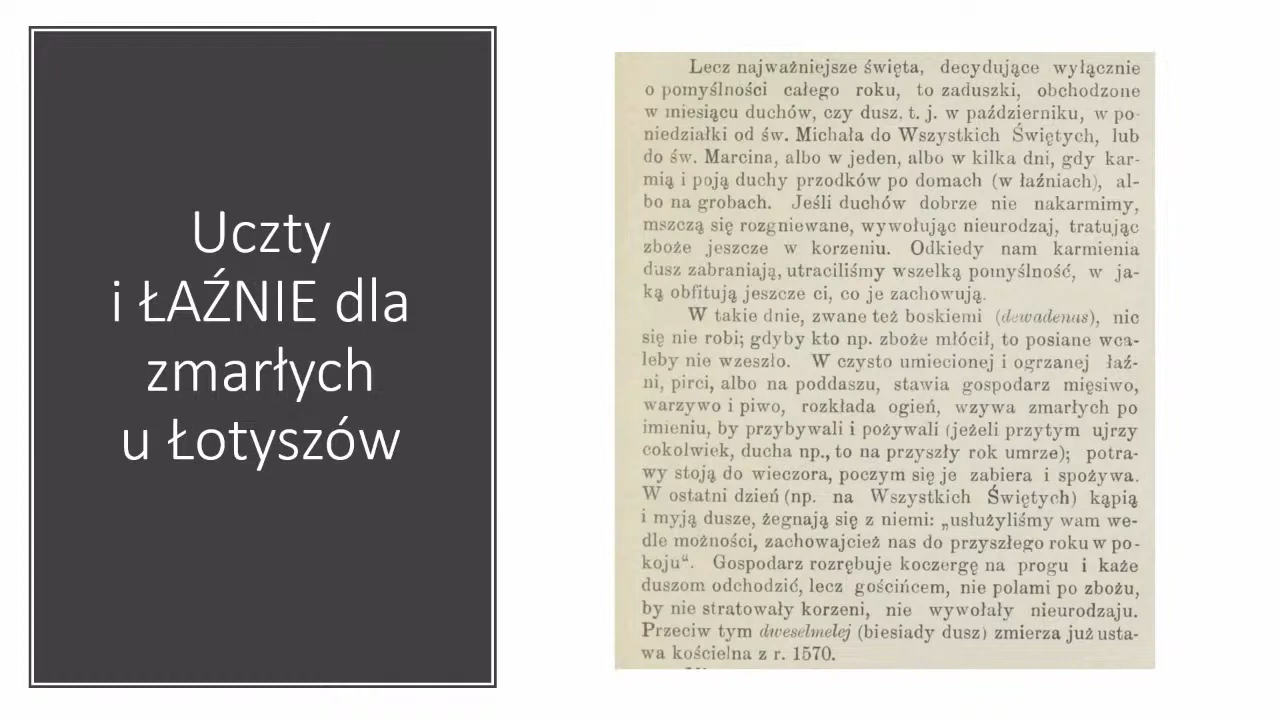 Uczty
i ŁAŹNIE dla
zmarłych
u Łotyszów
Lecz najważniejsze święta, decydujące wyłącznie
o pomyślności całego roku, to zaduszki, obchodzone
w miesiącu duchów, czy dusz, t. j. w październiku, w po-
niedziałki od św. Michała do Wszystkich Świętych, lub
do św. Marcina, albo w jeden, albo w kilka dni, gdy kar-
mią i poją duchy przodków po domach (w łaźniach), al-
bo na grobach. Jeśli duchów dobrze nie nakarmimy,
mszczą się rozgniewane, wywołując nieurodzaj, tratując
zboże jeszcze w korzeniu. Odkiedy nam karmienia
dusz zabraniają, utraciliśmy wszelką pomyślność, w ja-
ką obfitują jeszcze ci, co je zachowują.
W takie dnie, zwane też boskiemi (dewadenas), nic
się nie robi; gdyby kto np. zboże młócił, to posiane wca-
leby nie wzeszło. W czysto umiecionej i ogrzanej łaź-
ni, pirci, albo na poddaszu, stawia gospodarz mięsiwo,
warzywo i piwo, rozkłada ogień, wzywa zmarłych po
imieniu, by przybywali i pożywali (jeżeli przytym ujrzy
cokolwiek, ducha np., to na przyszły rok umrze); potra-
wy stoją do wieczora, poczym się je zabiera i spożywa.
W ostatni dzień (np. na Wszystkich Świętych) kąpią
i myją dusze, żegnają się z niemi: „usłużyliśmy wam we-
dle możności, zachowajcież nas do przyszłego roku w po-
koju“. Gospodarz rozrębuje koczergę na progu i każe
duszom odchodzić, lecz gościńcem, nie polami po zbożu,
by nie stratowały korzeni, nie wywołały nieurodzaju.
Przeciw tym dweselmelej (biesiady dusz) zmierza już usta-
wa kościelna z r. 1570.